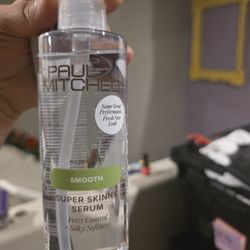 PAUL
MITCHELL
Same Great
Performance
Fresh New
Look
SMOOTH
SUPER SKINNY
SERUM
Frizz Control
Silky Softness